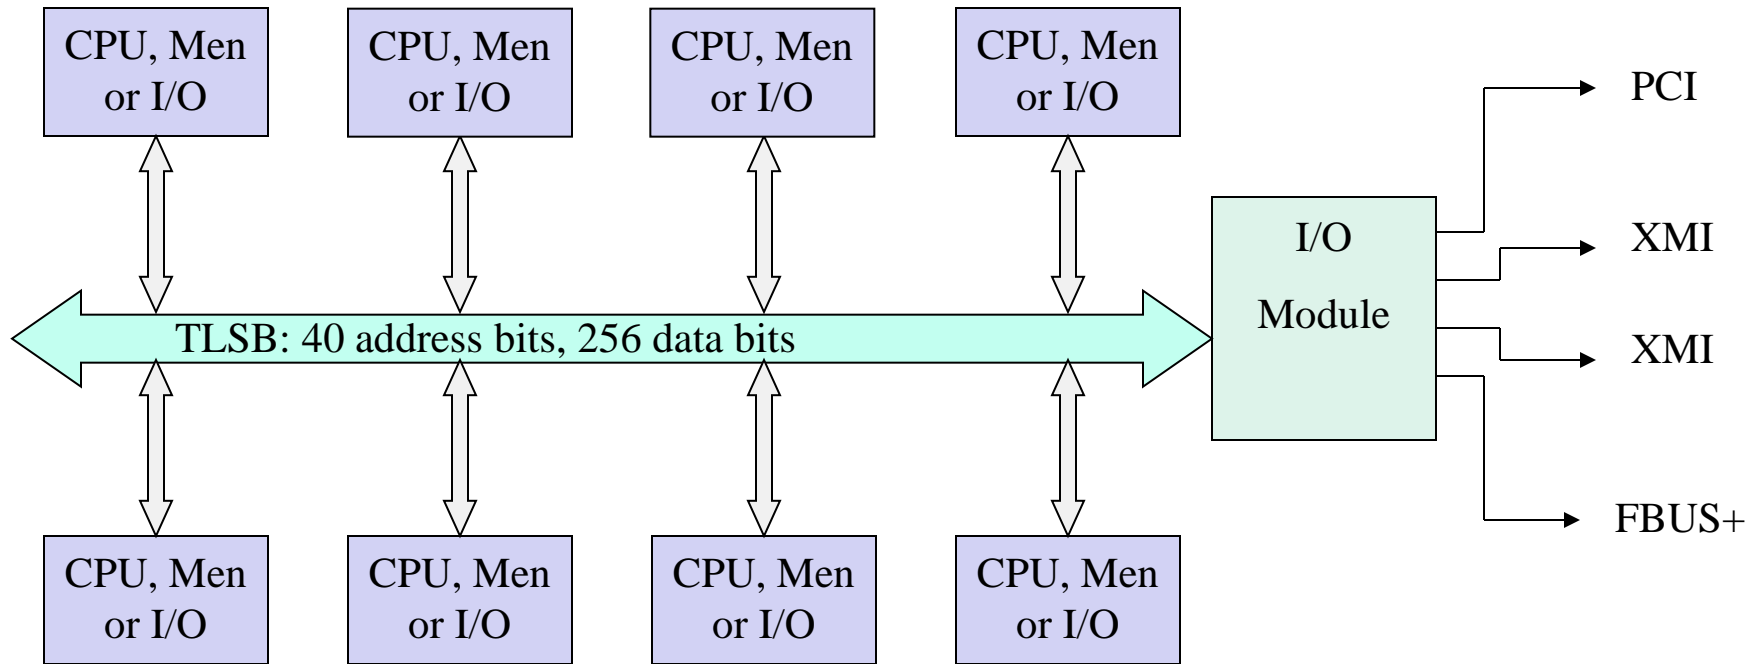 CPU, Men
or I/O
CPU, Men
or I/O
CPU, Men
or I/O
CPU, Men
or I/O
PCI
I/O
Module
XMI
TLSB: 40 address bits, 256 data bits
XMI
FBUS+
CPU, Men
or I/O
CPU, Men
or I/O
CPU, Men
or I/O
CPU, Men
or I/O